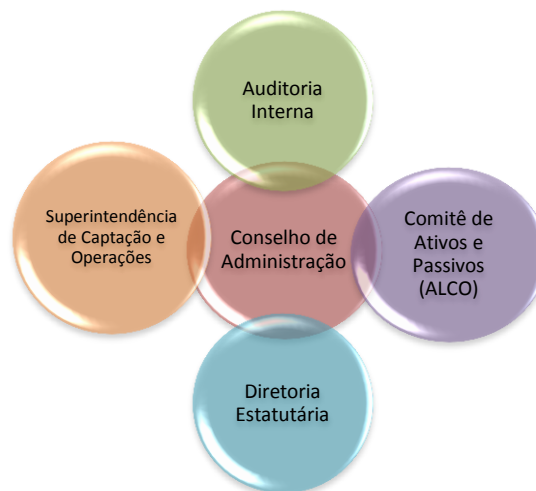 Auditoria
Interna
Superintendência
de Captação e
Operações
Conselho de
Administração
Comitê de
Ativos e
Passivos
(ALCO)
Diretoria
Estatutária